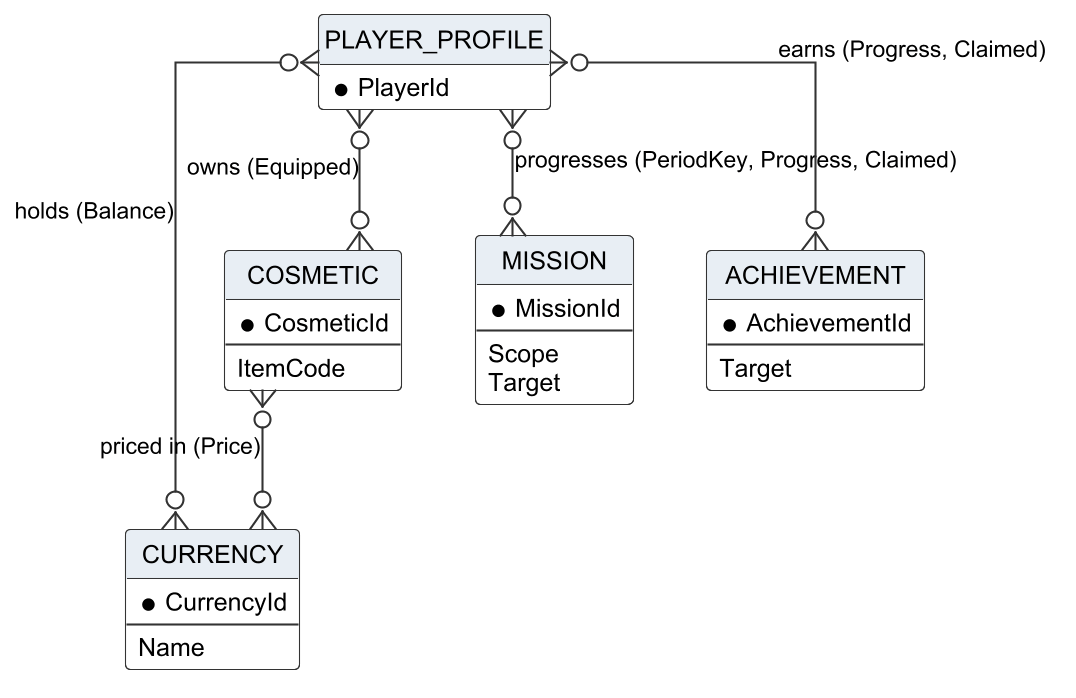 PLAYER_PROFILE
● PlayerId
earns (Progress, Claimed)
owns (Equipped)
progresses (PeriodKey, Progress, Claimed)
holds (Balance)
COSMETIC
● CosmeticId
ItemCode
MISSION
● MissionId
Scope
Target
ACHIEVEMENT
● AchievementId
Target
priced in (Price)
CURRENCY
● CurrencyId
Name